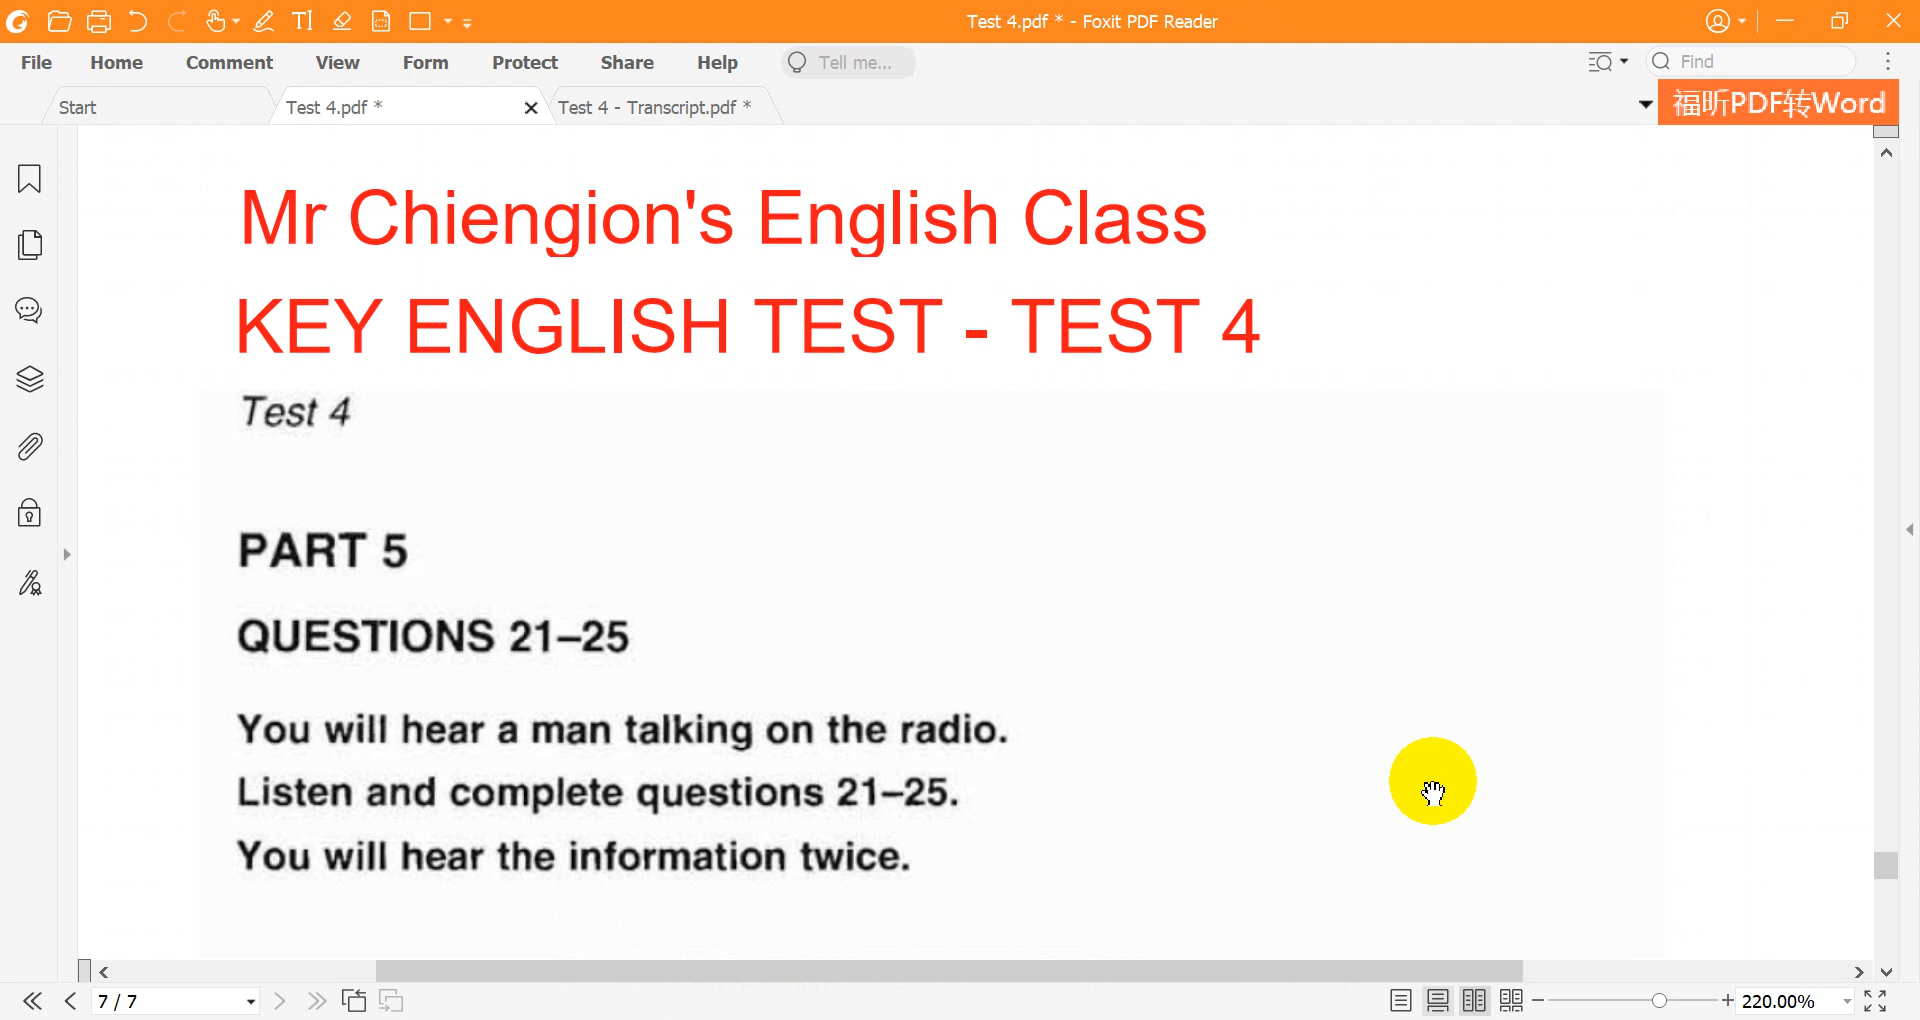 Test 4.pdf * - Foxit PDF Reader
File Home Comment View Form Protect Share Help Tell me... Find
Start Test 4.pdf * Test 4 - Transcript.pdf * 福昕PDF转Word
Mr Chiengion's English Class
KEY ENGLISH TEST - TEST 4
Test 4
PART 5
QUESTIONS 21–25
You will hear a man talking on the radio.
Listen and complete questions 21–25.
You will hear the information twice.
7 / 7 220.00%